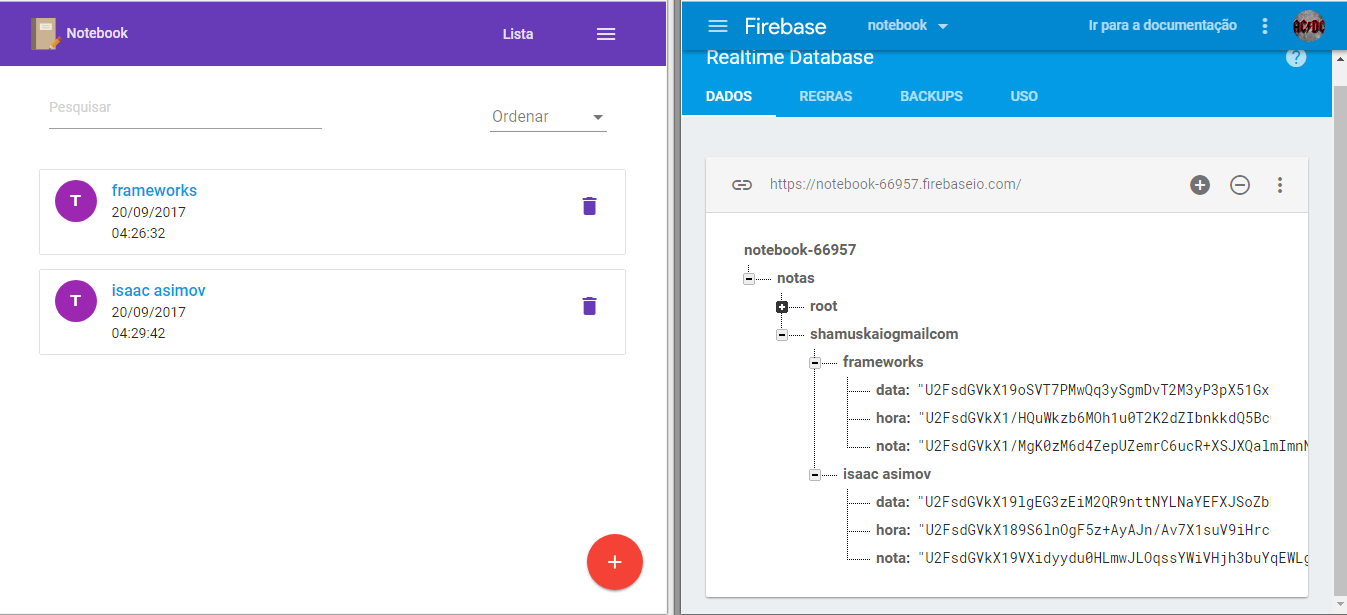 Notebook
Lista
Pesquisar
Ordenar
T
frameworks
20/09/2017
04:26:32
T
isaac asimov
20/09/2017
04:29:42
+
Firebase
notebook
Ir para a documentação
AC/DC
Realtime Database
?
DADOS
REGRAS
BACKUPS
USO
https://notebook-66957.firebaseio.com/
notebook-66957
notas
root
shamuskaiogmailcom
frameworks
data: "U2FsdGVkX19oSVT7PMwQq3ySgmDvT2M3yP3pX51Gx
hora: "U2FsdGVkX1/HQuWkzb6MOh1u0T2K2dZIbnkkdQ5Bc
nota: "U2FsdGVkX1/MgK0zM6d4ZepUZemrC6ucR+XSJXQalmImnM
isaac asimov
data: "U2FsdGVkX19lgEG3zEiM2QR9nttNYLNaYEFXJSoZb
hora: "U2FsdGVkX189S6lnOgF5z+AyAJn/Av7X1suV9iHrc
nota: "U2FsdGVkX19VXidyydu0HLmwJLOqssYWiVHjh3buYqEWLg